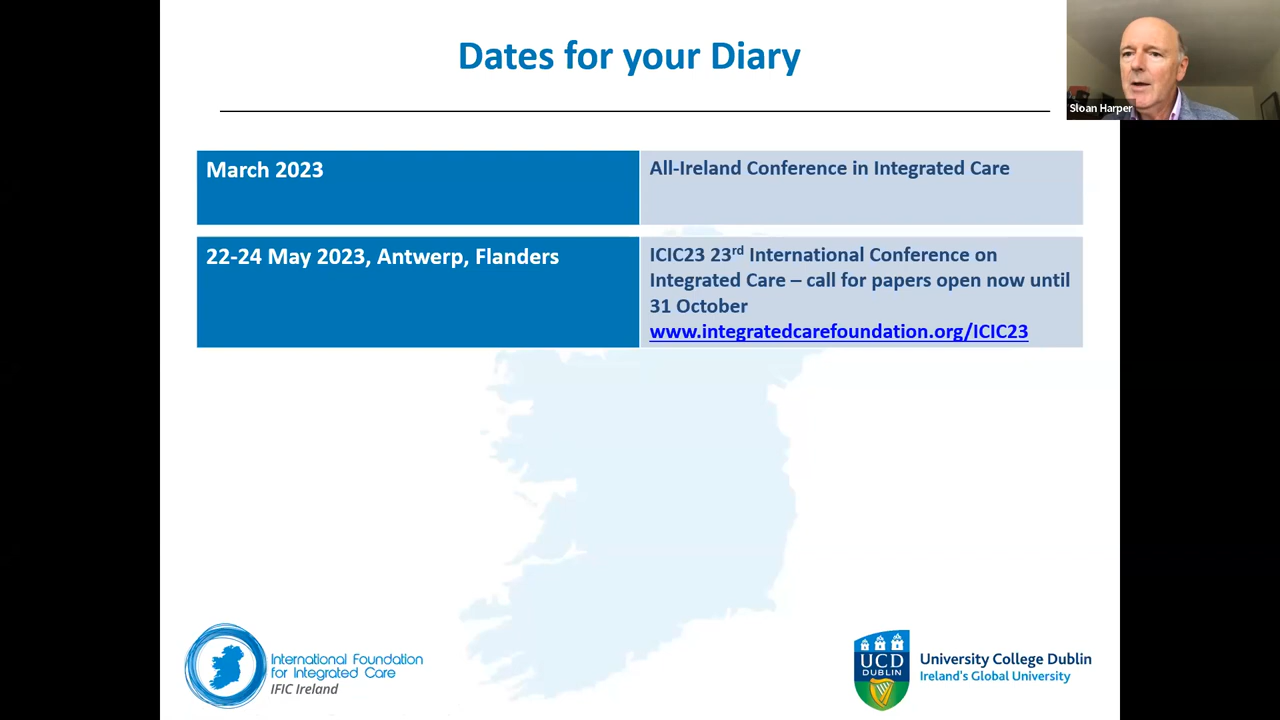 Dates for your Diary
Sloan Harper
March 2023
All-Ireland Conference in Integrated Care
22-24 May 2023, Antwerp, Flanders
ICIC23 23rd International Conference on
Integrated Care – call for papers open now until
31 October
www.integratedcarefoundation.org/ICIC23
International Foundation
for Integrated Care
IFIC Ireland
UCD
DUBLIN
University College Dublin
Ireland's Global University